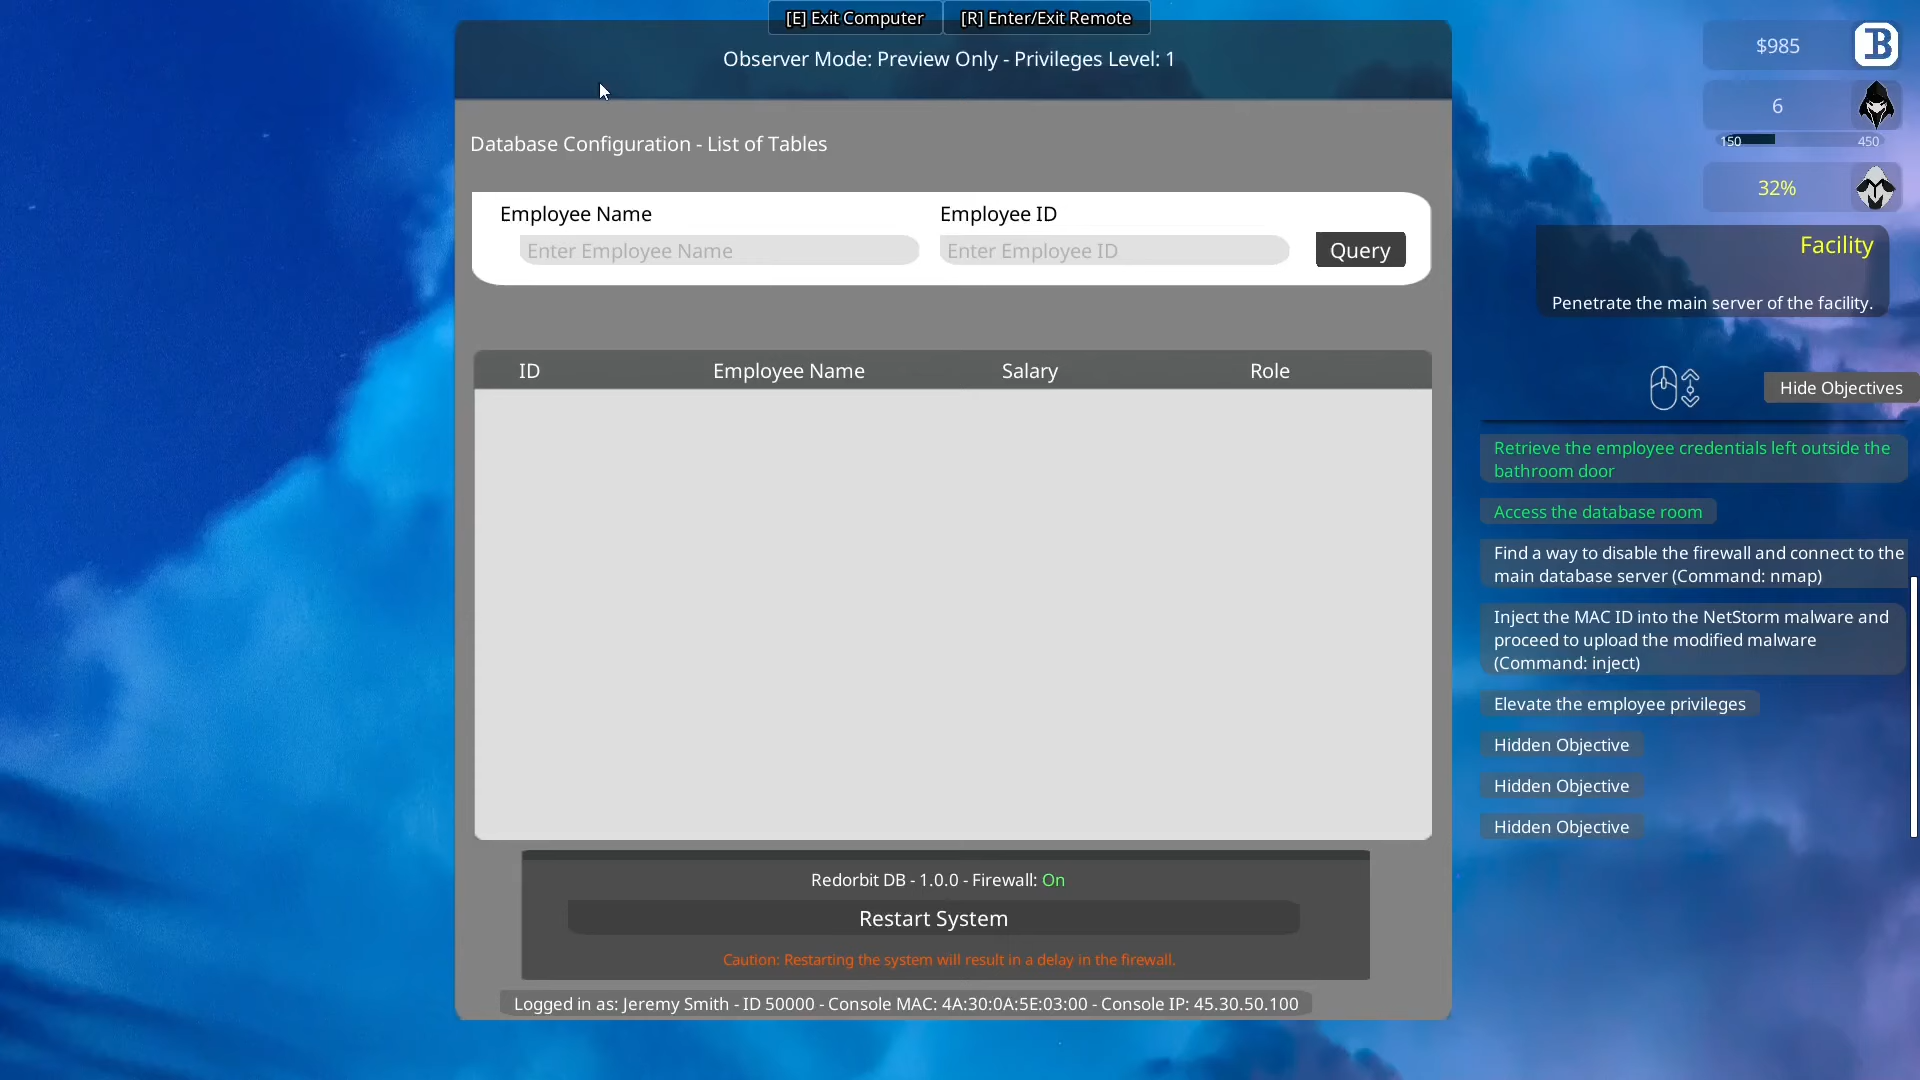 [E] Exit Computer
[R] Enter/Exit Remote
Observer Mode: Preview Only - Privileges Level: 1
Database Configuration - List of Tables
Employee Name
Employee ID
Enter Employee Name
Enter Employee ID
Query
ID
Employee Name
Salary
Role
Redorbit DB - 1.0.0 - Firewall: On
Restart System
Caution: Restarting the system will result in a delay in the firewall.
Logged in as: Jeremy Smith - ID 50000 - Console MAC: 4A:30:0A:5E:03:00 - Console IP: 45.30.50.100
$985
B
6
150
450
32%
Facility
Penetrate the main server of the facility.
Hide Objectives
Retrieve the employee credentials left outside the
bathroom door
Access the database room
Find a way to disable the firewall and connect to the
main database server (Command: nmap)
Inject the MAC ID into the NetStorm malware and
proceed to upload the modified malware
(Command: inject)
Elevate the employee privileges
Hidden Objective
Hidden Objective
Hidden Objective